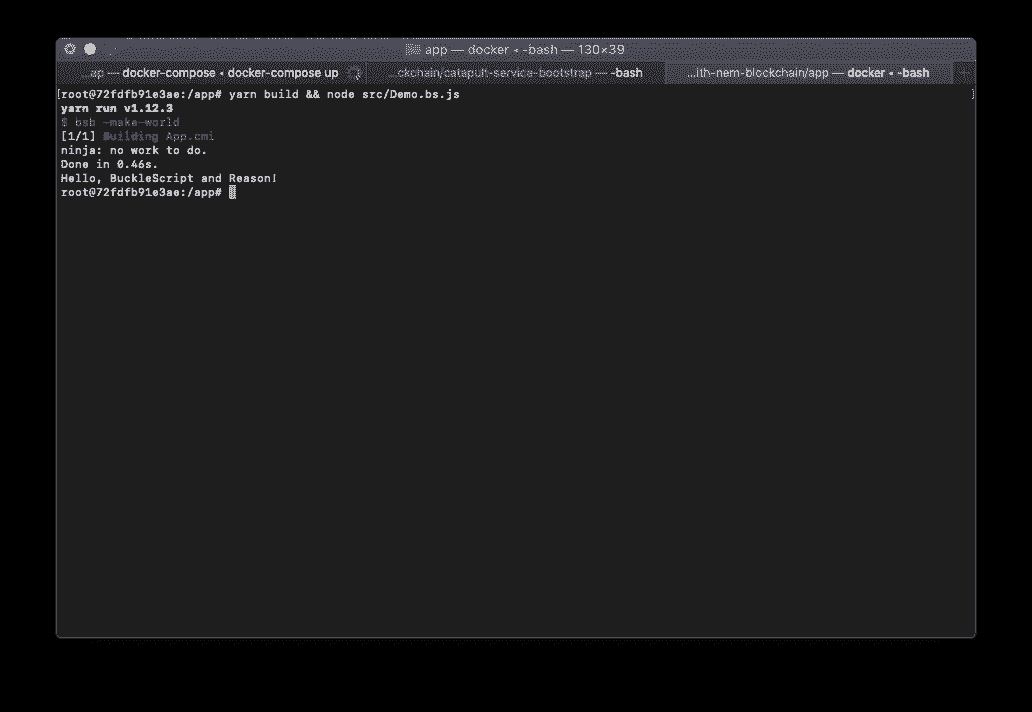 app — docker ◂ -bash — 130×39
...ap — docker-compose ◂ docker-compose up
...ckchain/catapult-service-bootstrap — -bash
...ith-nem-blockchain/app — docker ◂ -bash
[root@72fdfb91e3ae:/app# yarn build && node src/Demo.bs.js ]
yarn run v1.12.3
$ bsb -make-world
[1/1] Building App.cmi
ninja: no work to do.
Done in 0.46s.
Hello, BuckleScript and Reason!
root@72fdfb91e3ae:/app#